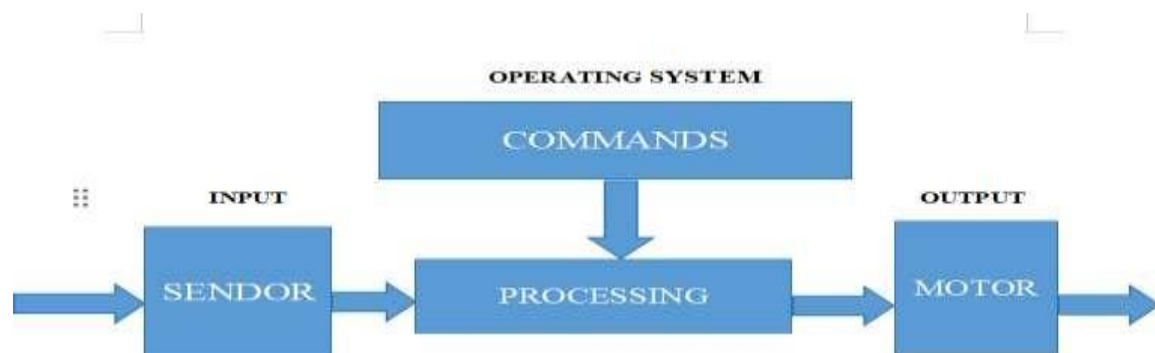 OPERATING SYSTEM
COMMANDS
INPUT
OUTPUT
SENDOR
PROCESSING
MOTOR